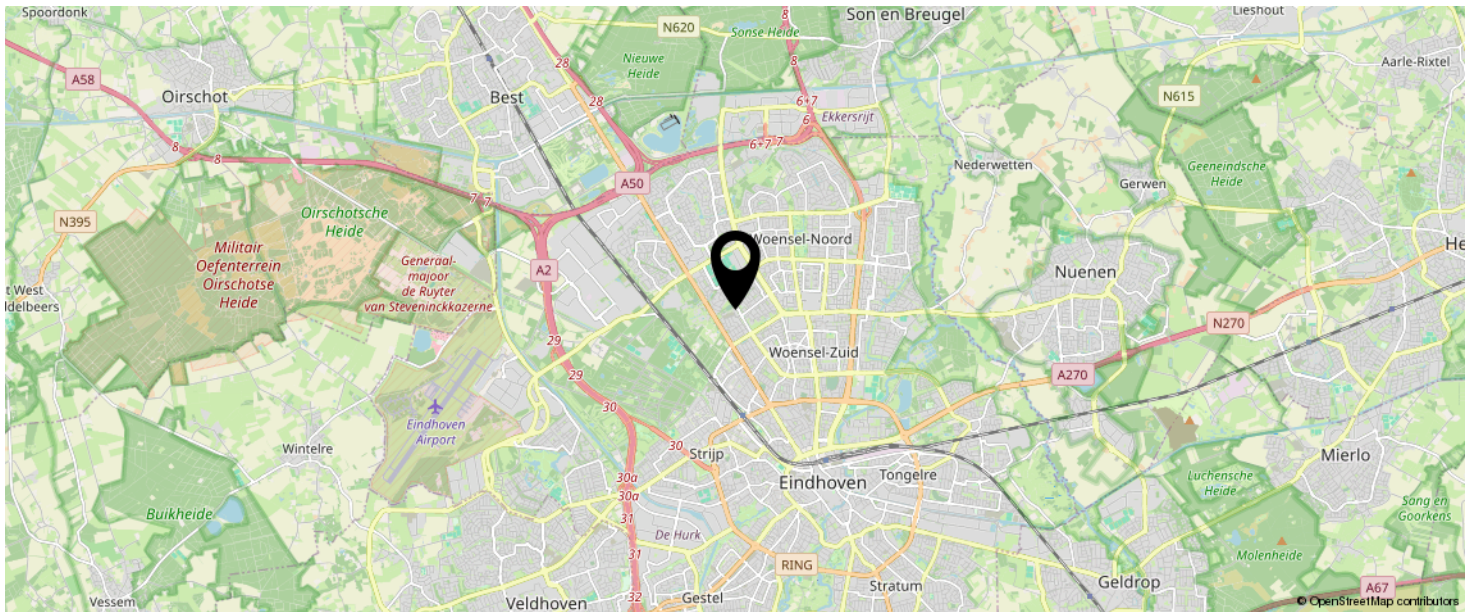 Spoordonk
Son en Breugel
Lieshout
N620
Sonse Heide
8
28
Nieuwe
Heide
8
Aarle-Rixtel
A58
Oirschot
Best
28
6+7
6
Ekkersrijt
N615
8
8
6+7
7
Nederwetten
Geeneindsche
Heide
Gerwen
A50
7
7
N395
Oirschotsche
Heide
Woensel-Noord
He
Militair
Oefenterrein
Oirschotse
Heide
Generaal-
majoor
de Ruyter
van Steveninckkazerne
A2
Nuenen
t West
ddelbeers
N270
29
Woensel-Zuid
29
A270
30
Eindhoven
Airport
30
Wintelre
Strijp
Mierlo
Tongelre
30a
30a
Eindhoven
Luchensche
Heide
Sang en
Goorkens
Buikheide
31
De Hurk
31
Molenheide
RING
Geldrop
Stratum
A67
Vessem
Veldhoven
32
Gestel
© OpenStreetMap contributors